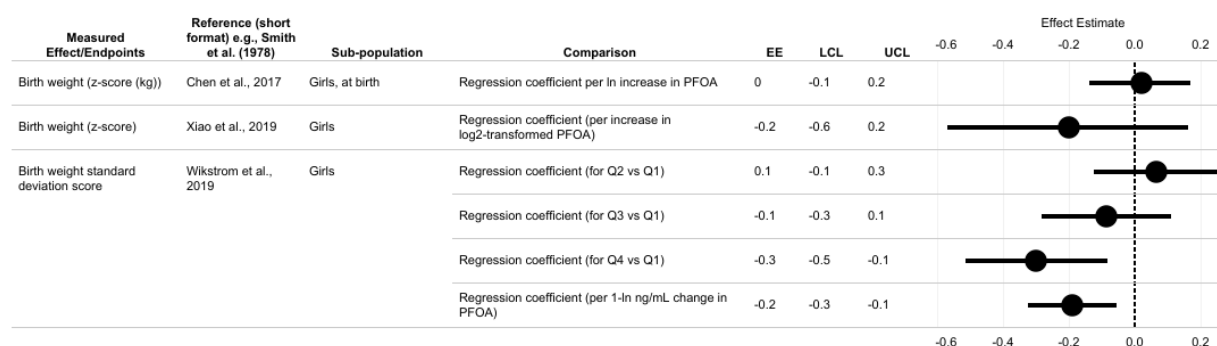 Effect Estimate
Measured Effect/Endpoints Reference (short format) e.g., Smith et al. (1978) Sub-population Comparison EE LCL UCL -0.6 -0.4 -0.2 0.0 0.2
Birth weight (z-score (kg)) Chen et al., 2017 Girls, at birth Regression coefficient per ln increase in PFOA 0 -0.1 0.2
Birth weight (z-score) Xiao et al., 2019 Girls Regression coefficient (per increase in log2-transformed PFOA) -0.2 -0.6 0.2
Birth weight standard deviation score Wikstrom et al., 2019 Girls Regression coefficient (for Q2 vs Q1) 0.1 -0.1 0.3
Regression coefficient (for Q3 vs Q1) -0.1 -0.3 0.1
Regression coefficient (for Q4 vs Q1) -0.3 -0.5 -0.1
Regression coefficient (per 1-ln ng/mL change in PFOA) -0.2 -0.3 -0.1
-0.6 -0.4 -0.2 0.0 0.2